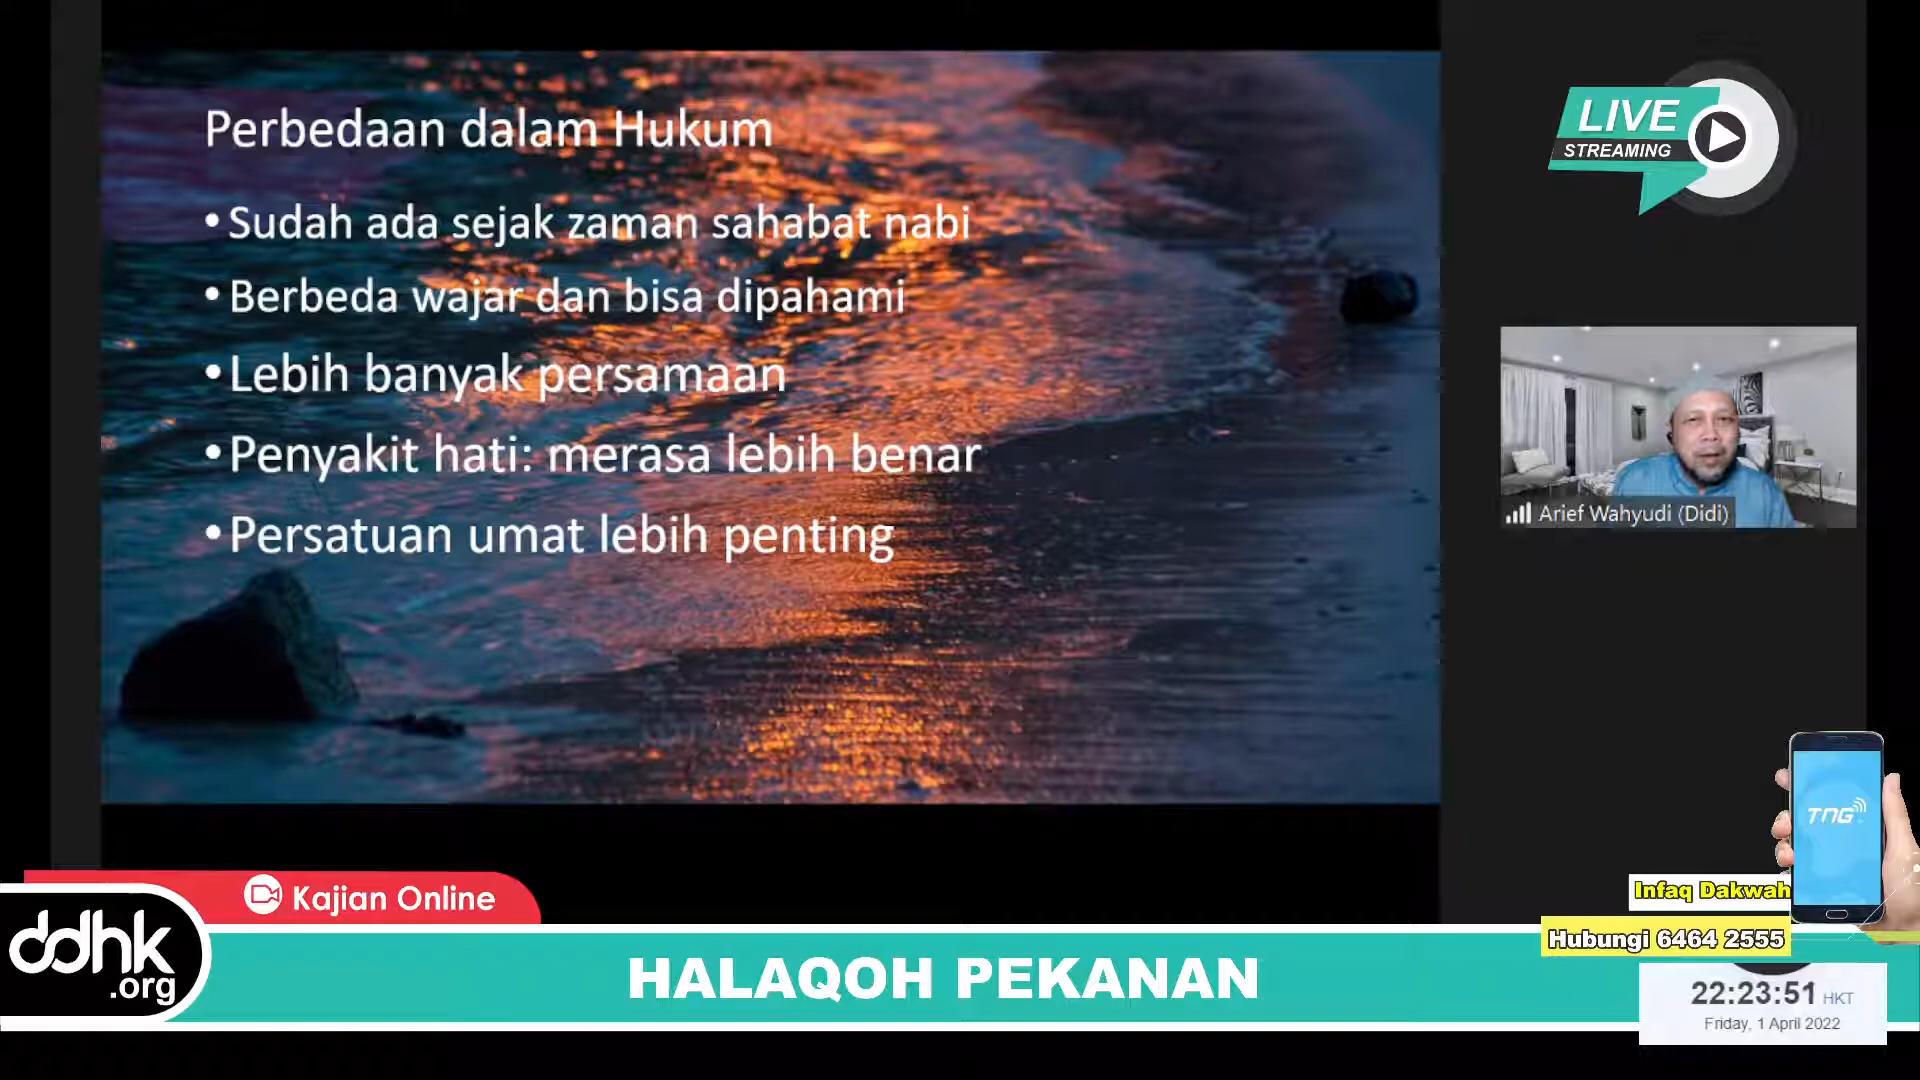 Perbedaan dalam Hukum
• Sudah ada sejak zaman sahabat nabi
• Berbeda wajar dan bisa dipahami
• Lebih banyak persamaan
• Penyakit hati: merasa lebih benar
• Persatuan umat lebih penting
LIVE
STREAMING
Arief Wahyudi (Didi)
TNG
Infaq Dakwah
Hubungi 6464 2555
Kajian Online
ddhk
.org
HALAQOH PEKANAN
22:23:51 HKT
Friday, 1 April 2022